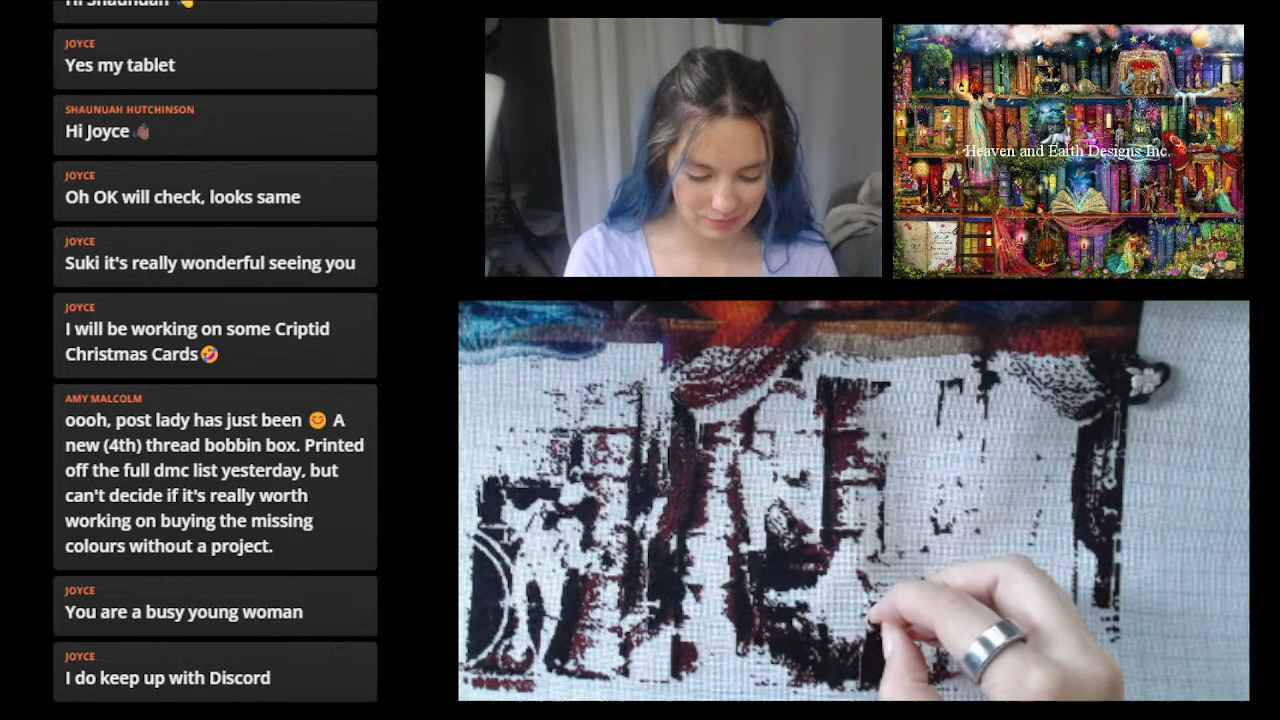 Hi Shaunuah
JOYCE
Yes my tablet
SHAUNUAH HUTCHINSON
Hi Joyce
JOYCE
Oh OK will check, looks same
JOYCE
Suki it's really wonderful seeing you
JOYCE
I will be working on some Criptid
Christmas Cards🤣
AMY MALCOLM
oooh, post lady has just been 😊 A
new (4th) thread bobbin box. Printed
off the full dmc list yesterday, but
can't decide if it's really worth
working on buying the missing
colours without a project.
JOYCE
You are a busy young woman
JOYCE
I do keep up with Discord
Heaven and Earth Designs Inc.